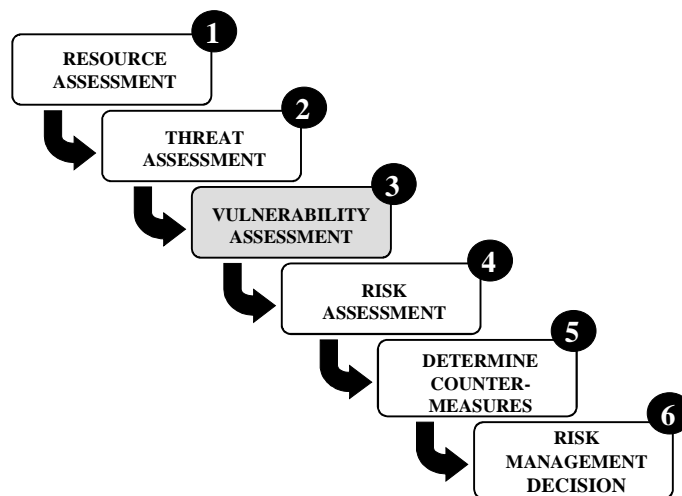 1
RESOURCE
ASSESSMENT
2
THREAT
ASSESSMENT
3
VULNERABILITY
ASSESSMENT
4
RISK
ASSESSMENT
5
DETERMINE
COUNTER-
MEASURES
6
RISK
MANAGEMENT
DECISION